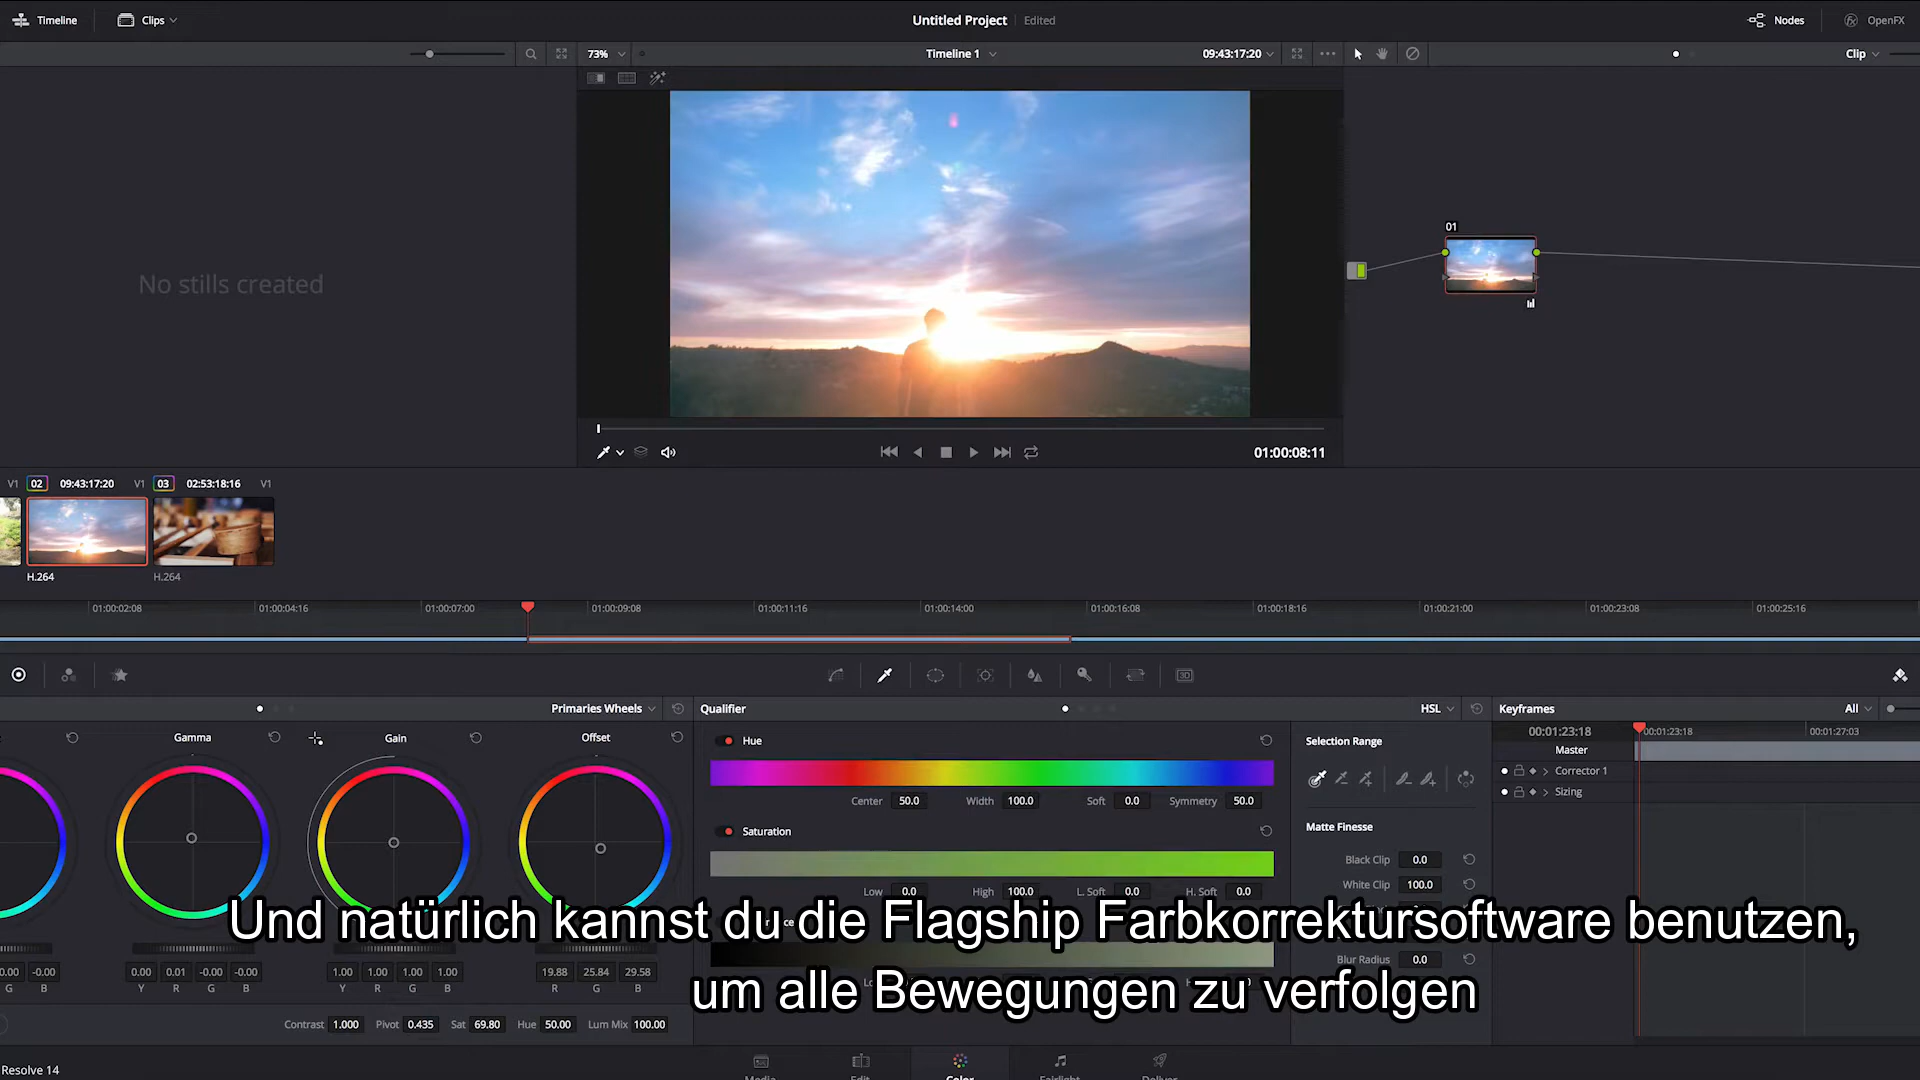 Timeline Clips Untitled Project Edited Nodes OpenFX
73% Timeline 1 09:43:17:20 Clip
No stills created
01
01:00:08:11
V1 02 09:43:17:20 V1 03 02:53:18:16 V1
H.264 H.264
01:00:02:08 01:00:04:16 01:00:07:00 01:00:09:08 01:00:11:16 01:00:14:00 01:00:16:08 01:00:18:16 01:00:21:00 01:00:23:08 01:00:25:16
3D
Primaries Wheels Qualifier HSL Keyframes All
Gamma Gain Offset
Hue
Center 50.0 Width 100.0 Soft 0.0 Symmetry 50.0
Saturation
Low 0.0 High 100.0 L. Soft 0.0 H. Soft 0.0
Selection Range
Matte Finesse
Black Clip 0.0
White Clip 100.0
Blur Radius 0.0
00:01:23:18 00:01:23:18 00:01:27:03
Master
Corrector 1
Sizing
-0.00 0.00 0.01 -0.00 -0.00 1.00 1.00 1.00 1.00 19.88 25.84 29.58
G B Y R G B Y R G B R G B
Contrast 1.000 Pivot 0.435 Sat 69.80 Hue 50.00 Lum Mix 100.00
Und natürlich kannst du die Flagship Farbkorrektursoftware benutzen,
um alle Bewegungen zu verfolgen
Resolve 14 Media Edit Color Fairlight Deliver